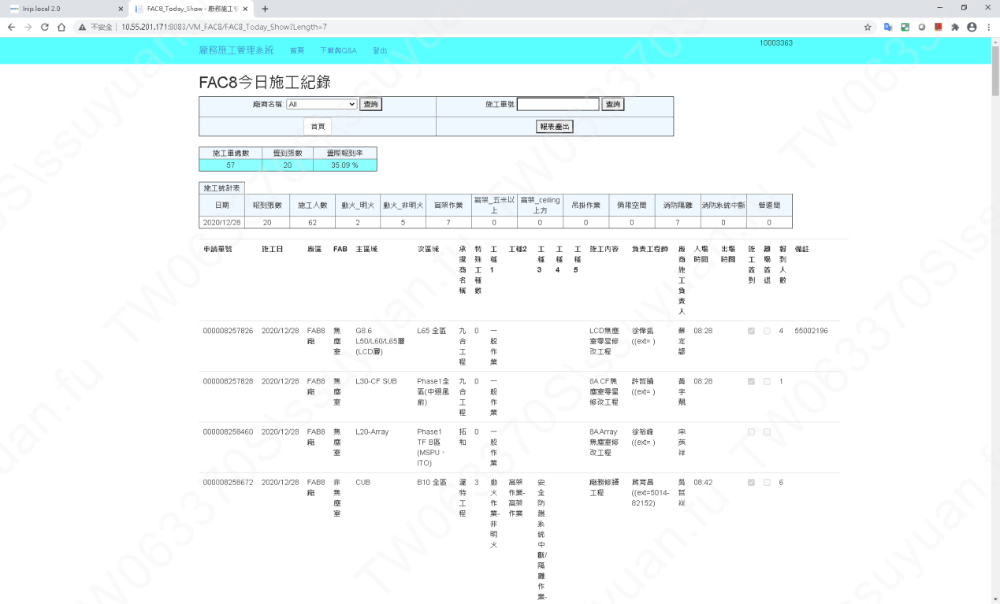 Inip.local 2.0
FAC8_Today_Show - 廠務施工管
不安全 | 10.55.201.171:8083/VM_FAC8/FAC8_Today_Show?Length=7
10003363
廠務施工管理系統 首頁 下載與Q&A 登出
FAC8今日施工紀錄
廠商名稱: All 查詢 施工單號: 查詢
首頁 報表產出
施工單總數 實到張數 實際報到率
57 20 35.09 %
施工統計表
日期 報到張數 施工人數 動火_明火 動火_非明火 高架作業 高架_五米以上 高架_ceiling上方 吊掛作業 侷限空間 消防隔離 消防系統中斷 管道間
2020/12/28 20 62 2 5 7 0 0 0 0 7 0 0
申請單號 施工日 廠區 FAB 主區域 次區域 承攬商名稱 特殊工種數 工種1 工種2 工種3 工種4 工種5 施工內容 負責工程師 廠商施工負責人 入場時間 出場時間 施工簽到 離場簽退 報到人數 備註
000008257826 2020/12/28 FAB8廠 無塵室 G8.6 L50/L60/L65層(LCD層) L65 全區 九合工程 0 一般作業 LCD無塵室零星修改工程 徐偉凱((ext= ) 蔡定諺 08:28 4 55002196
000008257828 2020/12/28 FAB8廠 無塵室 L30-CF SUB Phase1全區(中迴風前) 九合工程 0 一般作業 8A CF無塵室零星修改工程 許哲綸((ext= ) 黃宇靚 08:28 1
000008258460 2020/12/28 FAB8廠 無塵室 L20-Array Phase1 TF B區(MSPU、ITO) 拓和 0 一般作業 8AArray無塵室修改工程 徐裕峰((ext= ) 宋英祥
000008258672 2020/12/28 FAB8廠 非無塵室 CUB B10 全區 濯特工程 3 動火作業-非明火 高架作業-高架作業 安全防護系統中斷/隔離作業- 廠務修繕工程 蔣育昌((ext=5014-82152) 吳哲祥 08:42 6